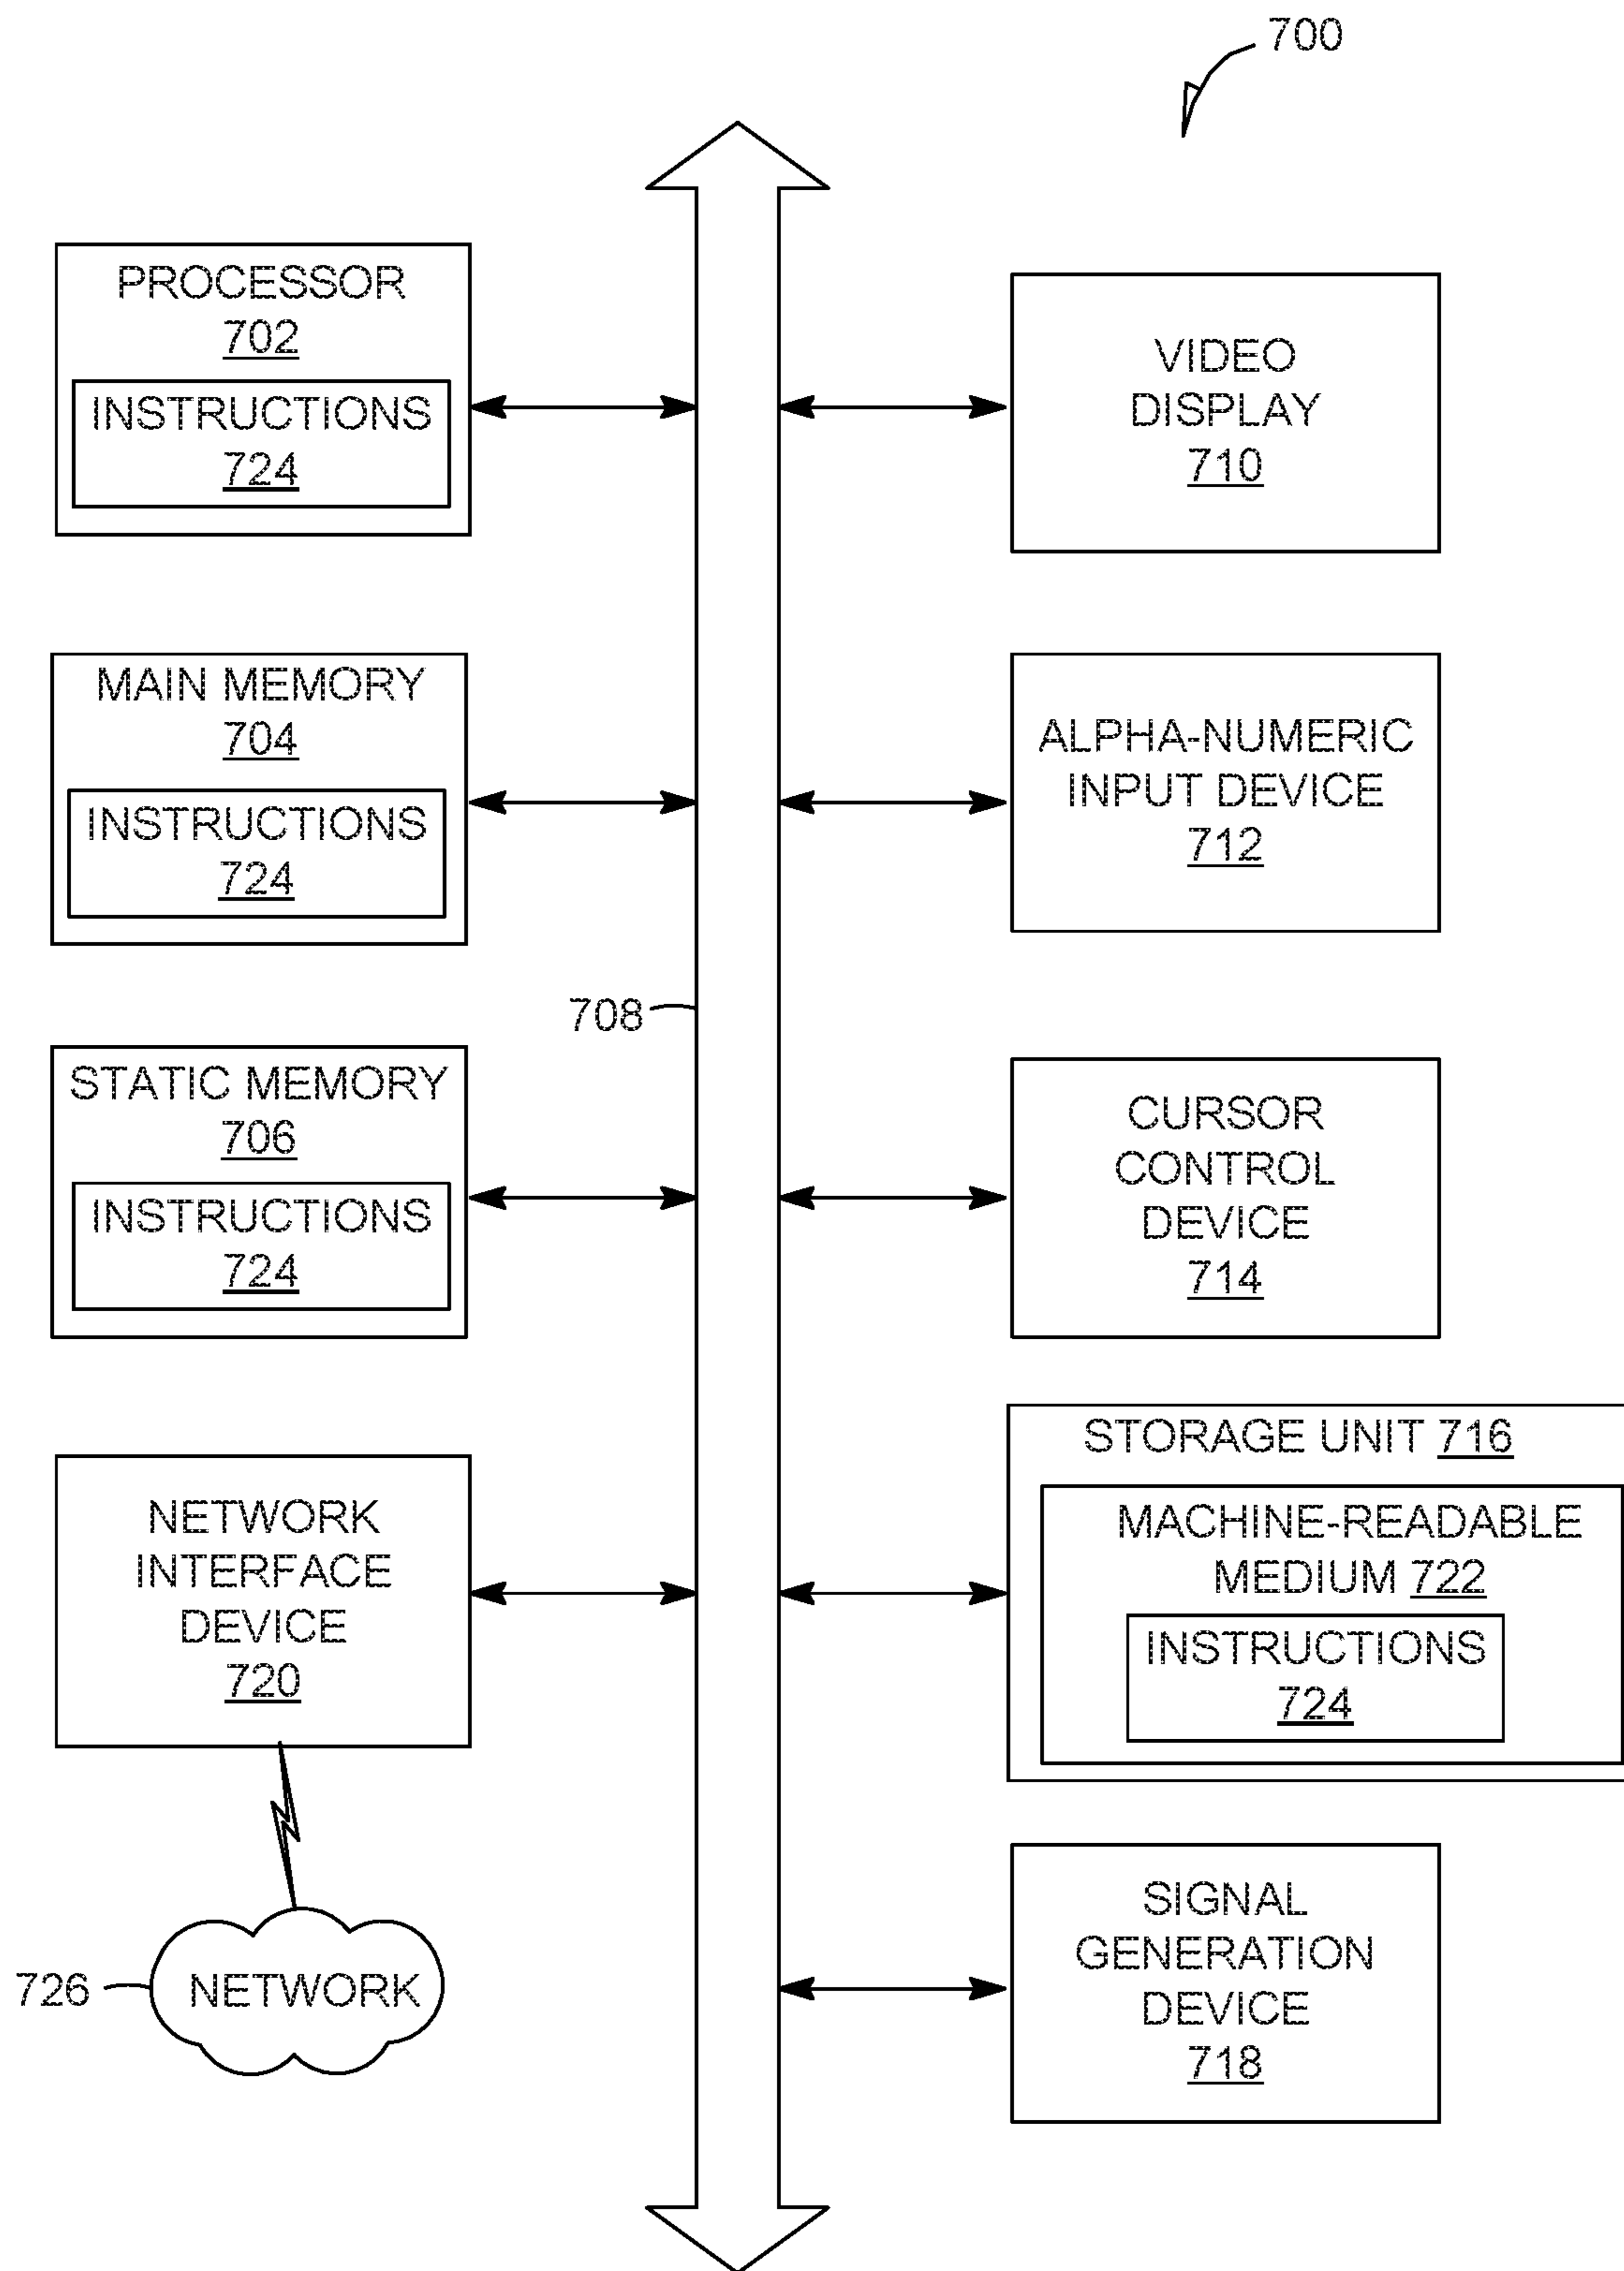 700
PROCESSOR
702
INSTRUCTIONS
724
VIDEO
DISPLAY
710
MAIN MEMORY
704
INSTRUCTIONS
724
ALPHA-NUMERIC
INPUT DEVICE
712
708
STATIC MEMORY
706
INSTRUCTIONS
724
CURSOR
CONTROL
DEVICE
714
NETWORK
INTERFACE
DEVICE
720
STORAGE UNIT 716
MACHINE-READABLE
MEDIUM 722
INSTRUCTIONS
724
726
NETWORK
SIGNAL
GENERATION
DEVICE
718